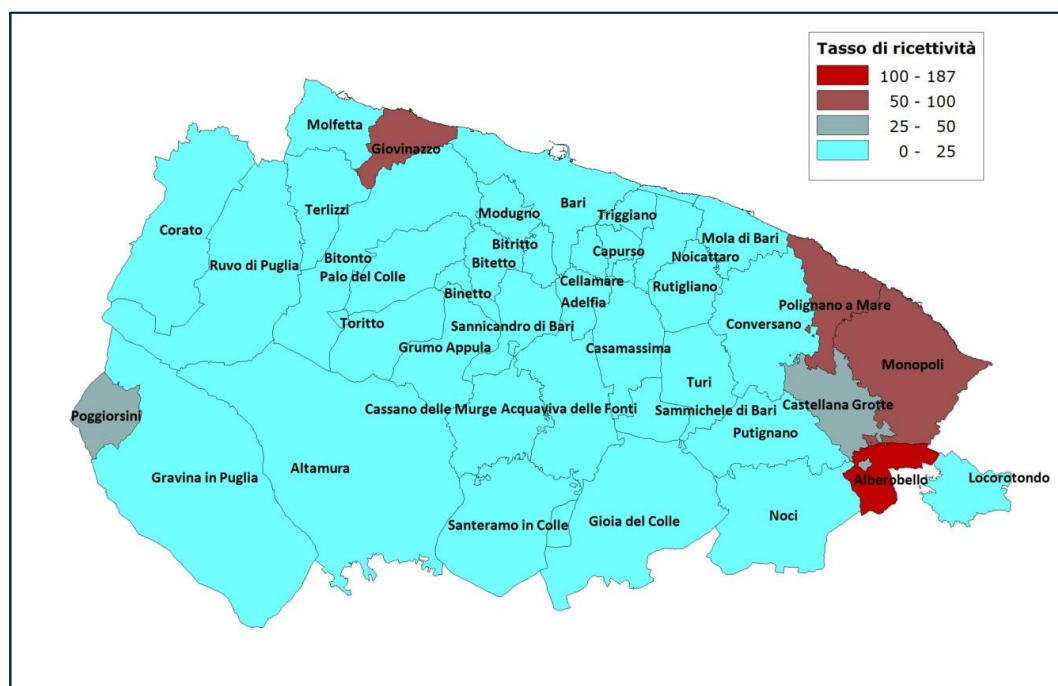 Tasso di ricettività
100 - 187
50 - 100
25 - 50
0 - 25
Molfetta
Giovinazzo
Terlizzi
Corato
Ruvo di Puglia
Bitonto
Palo del Colle
Modugno
Bari
Triggiano
Bitritto
Capurso
Mola di Bari
Bitetto
Noicattaro
Cellamare
Rutigliano
Binetto
Adelfia
Polignano a Mare
Toritto
Sannicandro di Bari
Conversano
Grumo Appula
Casamassima
Monopoli
Turi
Poggiorsini
Cassano delle Murge
Acquaviva delle Fonti
Sammichele di Bari
Castellana Grotte
Putignano
Gravina in Puglia
Altamura
Alberobello
Locorotondo
Santeramo in Colle
Gioia del Colle
Noci